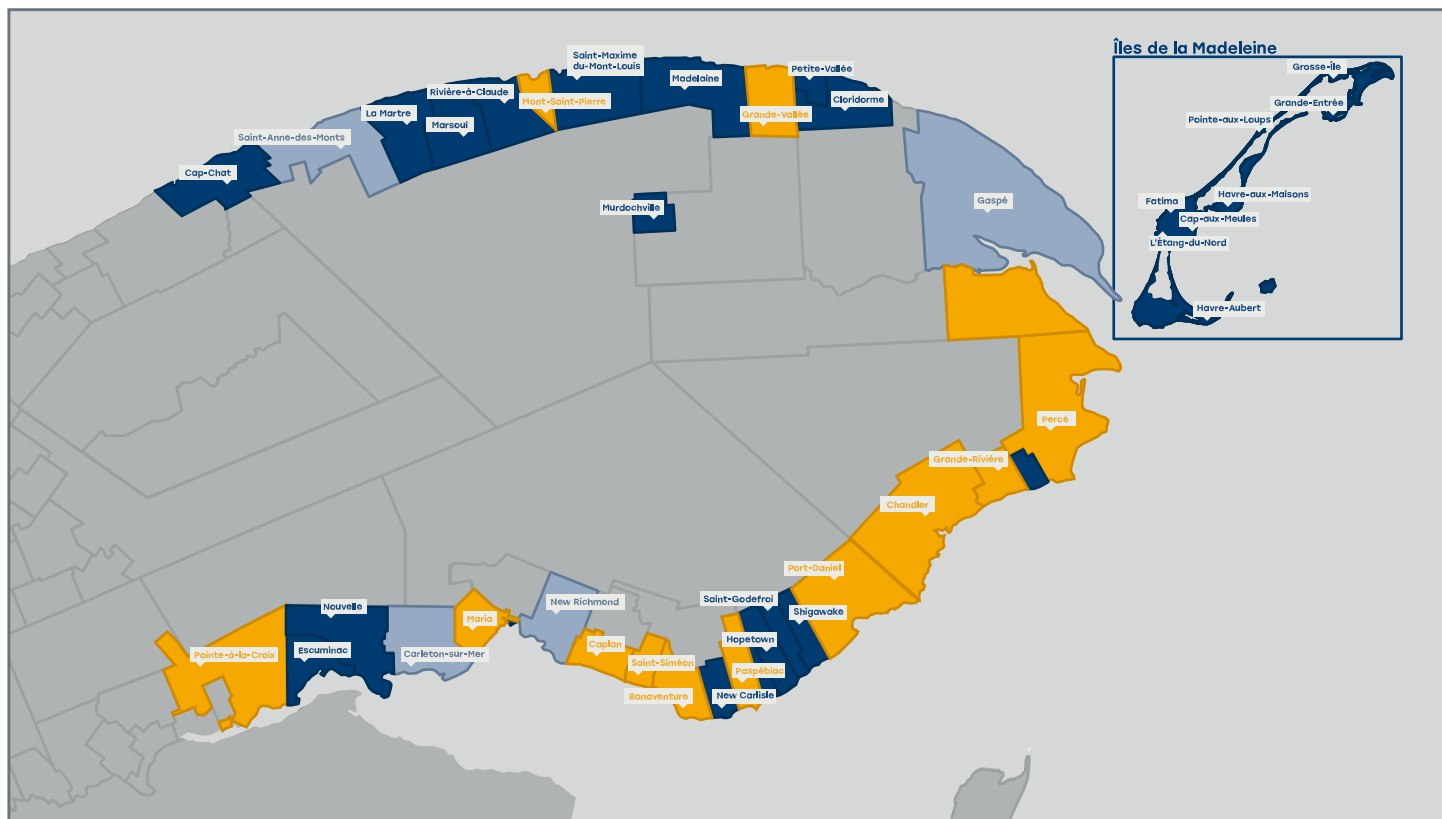 Îles de la Madeleine
Saint-Maxime
du-Mont-Louis
Grosse-Île
Petite-Vallée
Madelaine
Rivière-à-Claude
Mont-Saint-Pierre
Cloridorme
Grande-Entrée
La Martre
Grande-Vallée
Pointe-aux-Loups
Marsoui
Saint-Anne-des-Monts
Cap-Chat
Havre-aux-Maisons
Fatima
Gaspé
Murdochville
Cap-aux-Meules
L'Étang-du-Nord
Havre-Aubert
Percé
Grande-Rivière
Chandler
Port-Daniel
Saint-Godefroi
New Richmond
Nouvelle
Shigawake
Maria
Hopetown
Caplan
Escuminac
Carleton-sur-Mer
Pointe-à-la-Croix
Saint-Siméon
Paspébiac
New Carlisle
Bonaventure